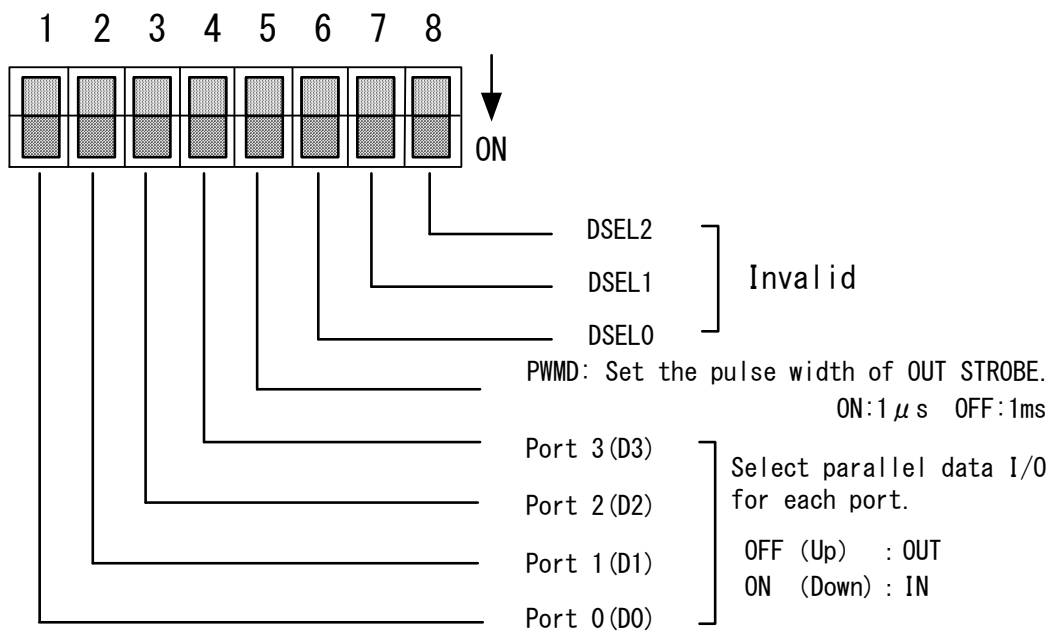 1 2 3 4 5 6 7 8
ON
DSEL2
DSEL1
Invalid
DSEL0
PWMD: Set the pulse width of OUT STROBE.
ON:1μs OFF:1ms
Port 3(D3)
Select parallel data I/O
for each port.
Port 2(D2)
OFF (Up) : OUT
Port 1(D1)
ON (Down) : IN
Port 0(D0)